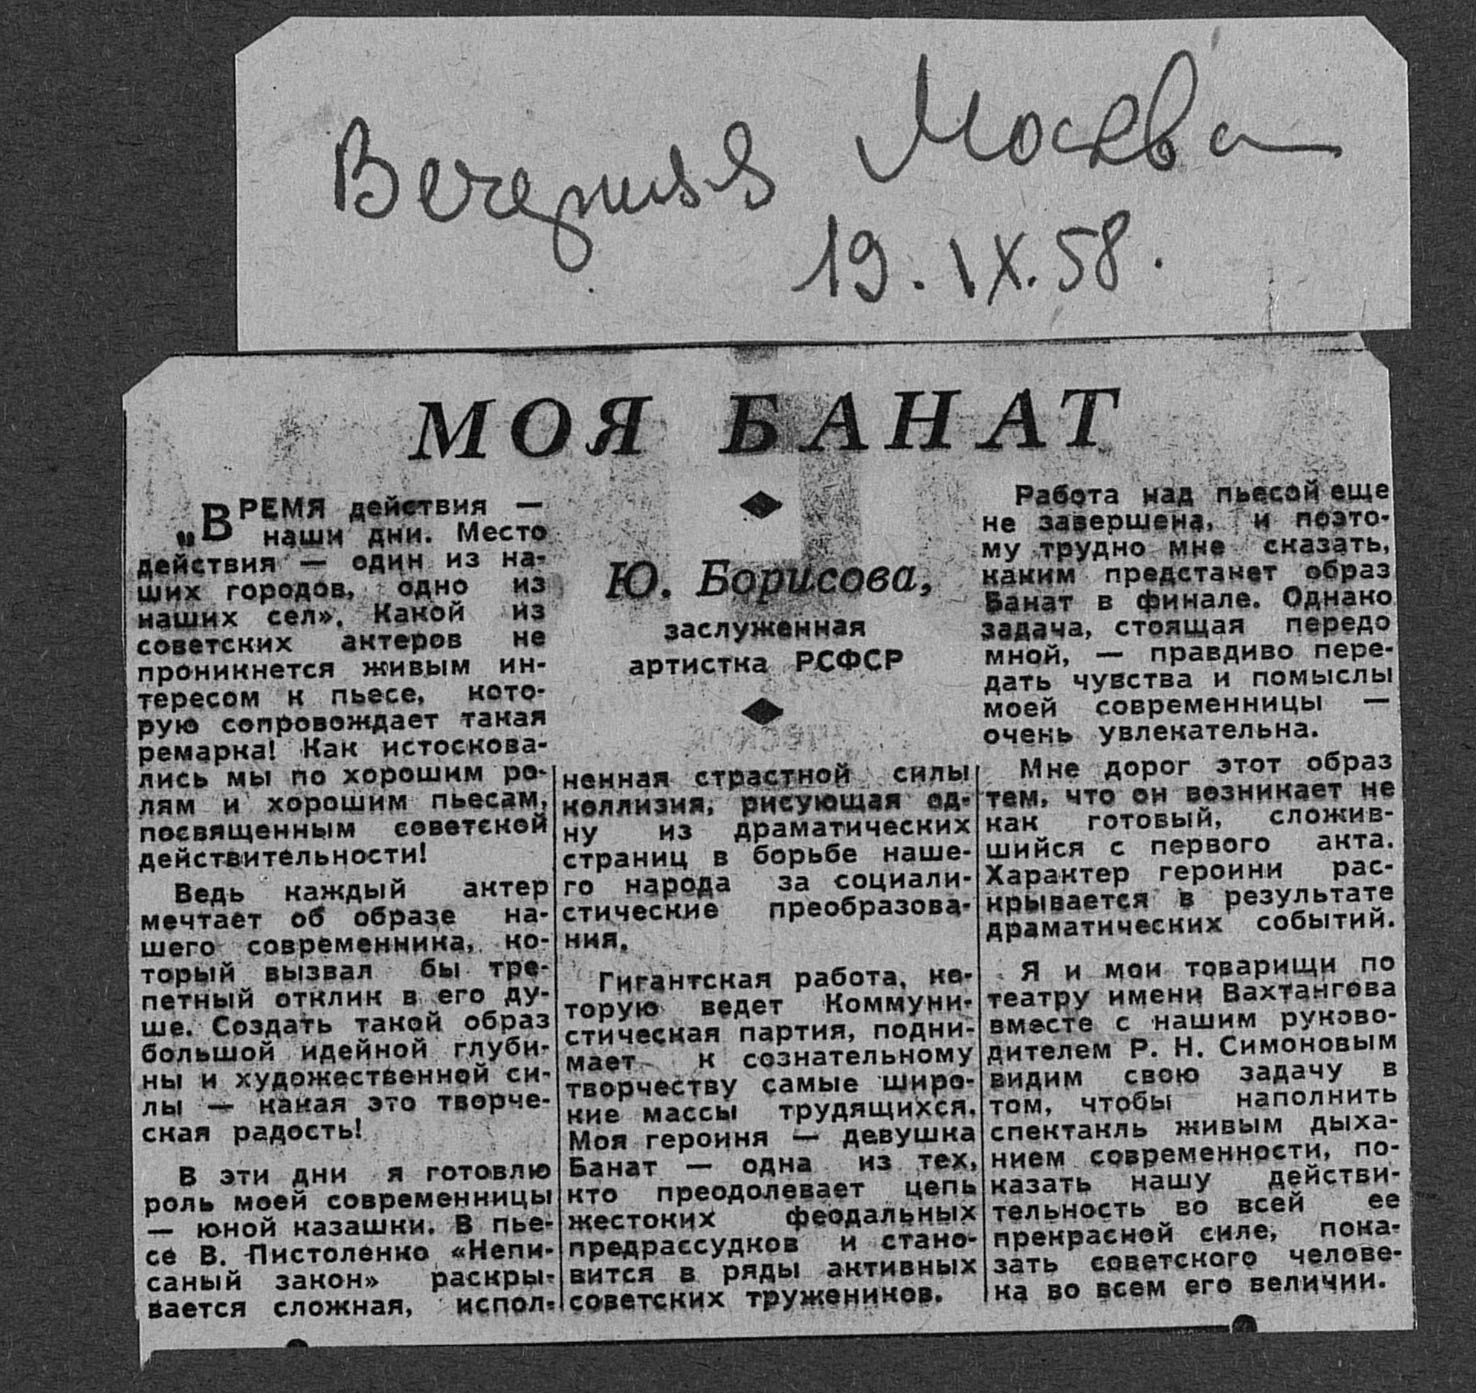 Вечерняя Москва
19.IX.58.
МОЯ БАНАТ
„ВРЕМЯ действия —
наши дни. Место
действия — один из на-
ших городов, одно из
наших сел». Какой из
советских актеров не
проникнется живым ин-
тересом к пьесе, кото-
рую сопровождает такая
ремарка! Как истоскова-
лись мы по хорошим ро-
лям и хорошим пьесам,
посвященным советской
действительности!
Ведь каждый актер
мечтает об образе на-
шего современника, ко-
торый вызвал бы тре-
петный отклик в его ду-
ше. Создать такой образ
большой идейной глуби-
ны и художественной си-
лы — какая это творче-
ская радость!
В эти дни я готовлю
роль моей современницы
— юной казашки. В пье-
се В. Пистоленко «Непи-
саный закон» раскры-
вается сложная, испол-
Ю. Борисова,
заслуженная
артистка РСФСР
ненная страстной силы
коллизия, рисующая од-
ну из драматических
страниц в борьбе наше-
го народа за социали-
стические преобразова-
ния.
Гигантская работа, ко-
торую ведет Коммуни-
стическая партия, подни-
мает к сознательному
творчеству самые широ-
кие массы трудящихся.
Моя героиня — девушка
Банат — одна из тех,
кто преодолевает цепь
жестоких феодальных
предрассудков и стано-
вится в ряды активных
советских тружеников.
Работа над пьесой еще
не завершена, и поэто-
му трудно мне сказать,
каким предстанет образ
Банат в финале. Однако
задача, стоящая передо
мной, — правдиво пере-
дать чувства и помыслы
моей современницы —
очень увлекательна.
Мне дорог этот образ
тем, что он возникает не
как готовый, сложив-
шийся с первого акта.
Характер героини рас-
крывается в результате
драматических событий.
Я и мои товарищи по
театру имени Вахтангова
вместе с нашим руково-
дителем Р. Н. Симоновым
видим свою задачу в
том, чтобы наполнить
спектакль живым дыха-
нием современности, по-
казать нашу действи-
тельность во всей ее
прекрасной силе, пока-
зать советского челове-
ка во всем его величии.